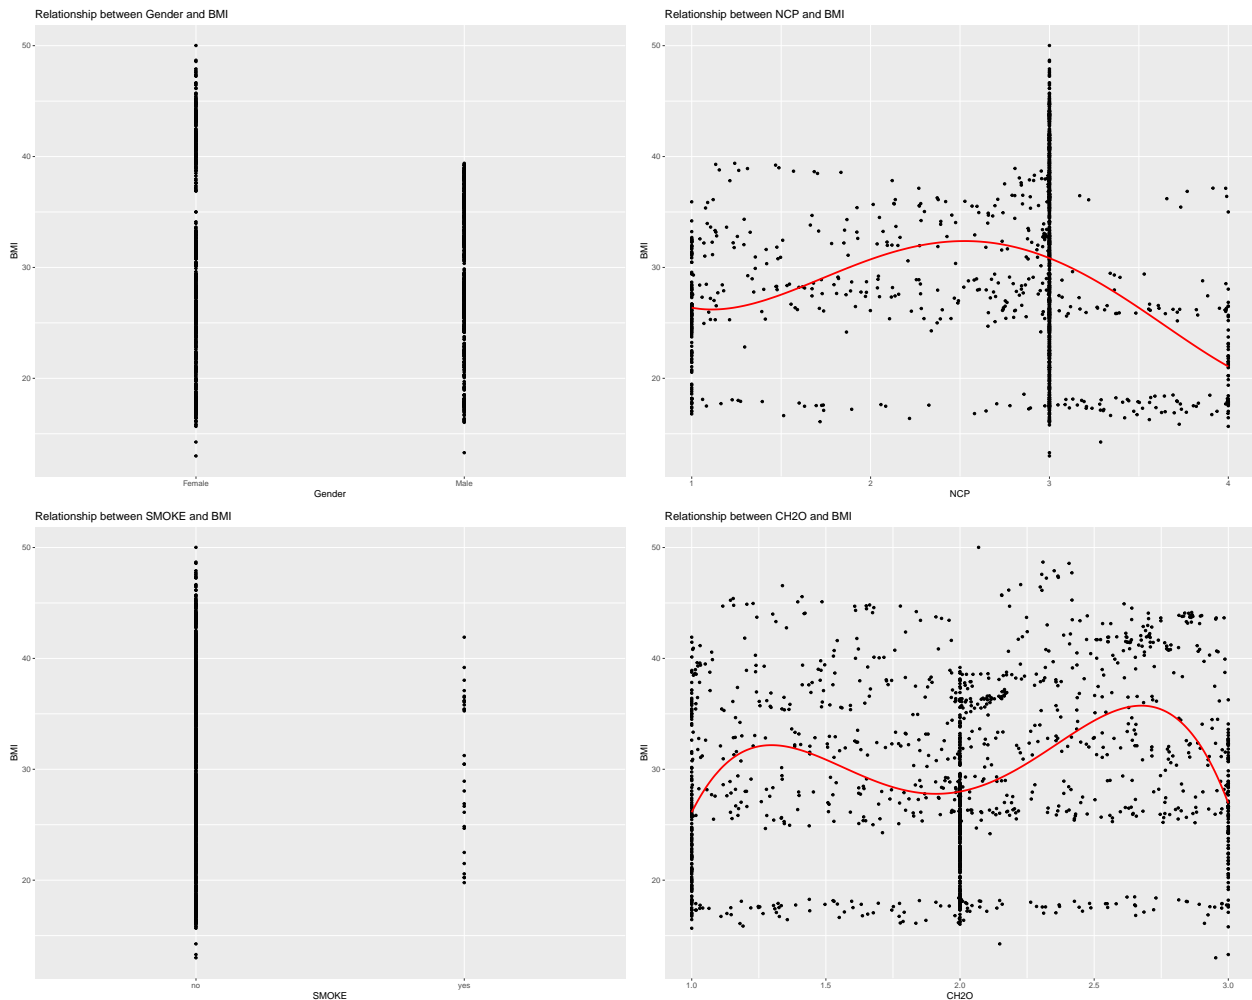 Relationship between Gender and BMI
50
40
30
20
BMI
Female
Male
Gender
Relationship between NCP and BMI
50
40
30
20
BMI
1
2
3
4
NCP
Relationship between SMOKE and BMI
50
40
30
20
BMI
no
yes
SMOKE
Relationship between CH2O and BMI
50
40
30
20
BMI
1.0
1.5
2.0
2.5
3.0
CH2O